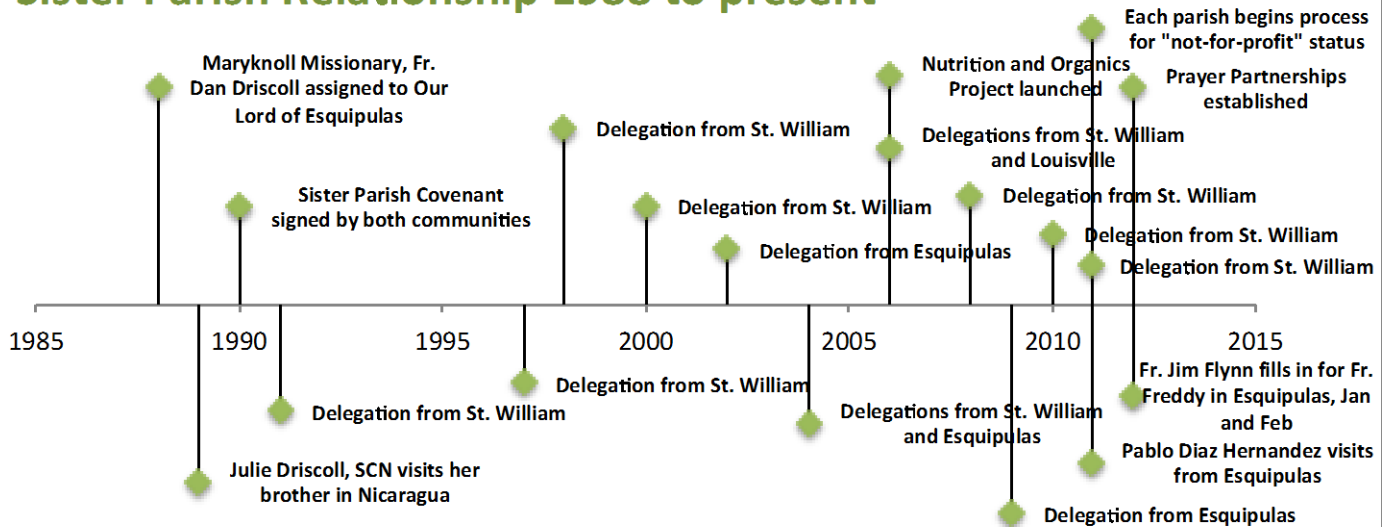 Sister Parish Relationship 1988 to present
Each parish begins process
for "not-for-profit" status
Maryknoll Missionary, Fr.
Dan Driscoll assigned to Our
Lord of Esquipulas
Nutrition and Organics
Project launched
Prayer Partnerships
established
Delegation from St. William
Delegations from St. William
and Louisville
Sister Parish Covenant
signed by both communities
Delegation from St. William
Delegation from St. William
Delegation from Esquipulas
Delegation from St. William
Delegation from St. William
1985
1990
1995
2000
2005
2010
2015
Delegation from St. William
Fr. Jim Flynn fills in for Fr.
Freddy in Esquipulas, Jan
and Feb
Delegation from St. William
Delegations from St. William
and Esquipulas
Julie Driscoll, SCN visits her
brother in Nicaragua
Pablo Diaz Hernandez visits
from Esquipulas
Delegation from Esquipulas